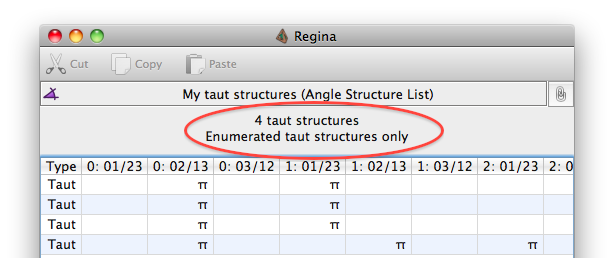 Regina
Cut Copy Paste
My taut structures (Angle Structure List)
4 taut structures
Enumerated taut structures only
Type 0: 01/23 0: 02/13 0: 03/12 1: 01/23 1: 02/13 1: 03/12 2: 01/23 2: 0
Taut π π
Taut π π
Taut π π
Taut π π π